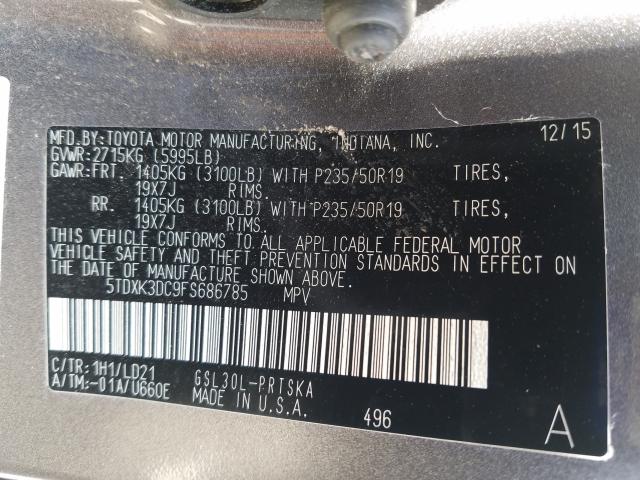 MFD. BY: TOYOTA MOTOR MANUFACTURING, INDIANA, INC. 12/15
GVWR: 2715KG (5995LB)
GAWR: FRT. 1405KG (3100LB) WITH P235/50R19 TIRES,
19X7J RIMS.
RR. 1405KG (3100LB) WITH P235/50R19 TIRES,
19X7J RIMS.
THIS VEHICLE CONFORMS TO ALL APPLICABLE FEDERAL MOTOR
VEHICLE SAFETY AND THEFT PREVENTION STANDARDS IN EFFECT ON
THE DATE OF MANUFACTURE SHOWN ABOVE.
5TDXK3DC9FS686785 MPV
C/TR: 1H1/LD21
A/TM: -01A/U660E
GSL30L-PRTSKA
MADE IN U.S.A.
496
A